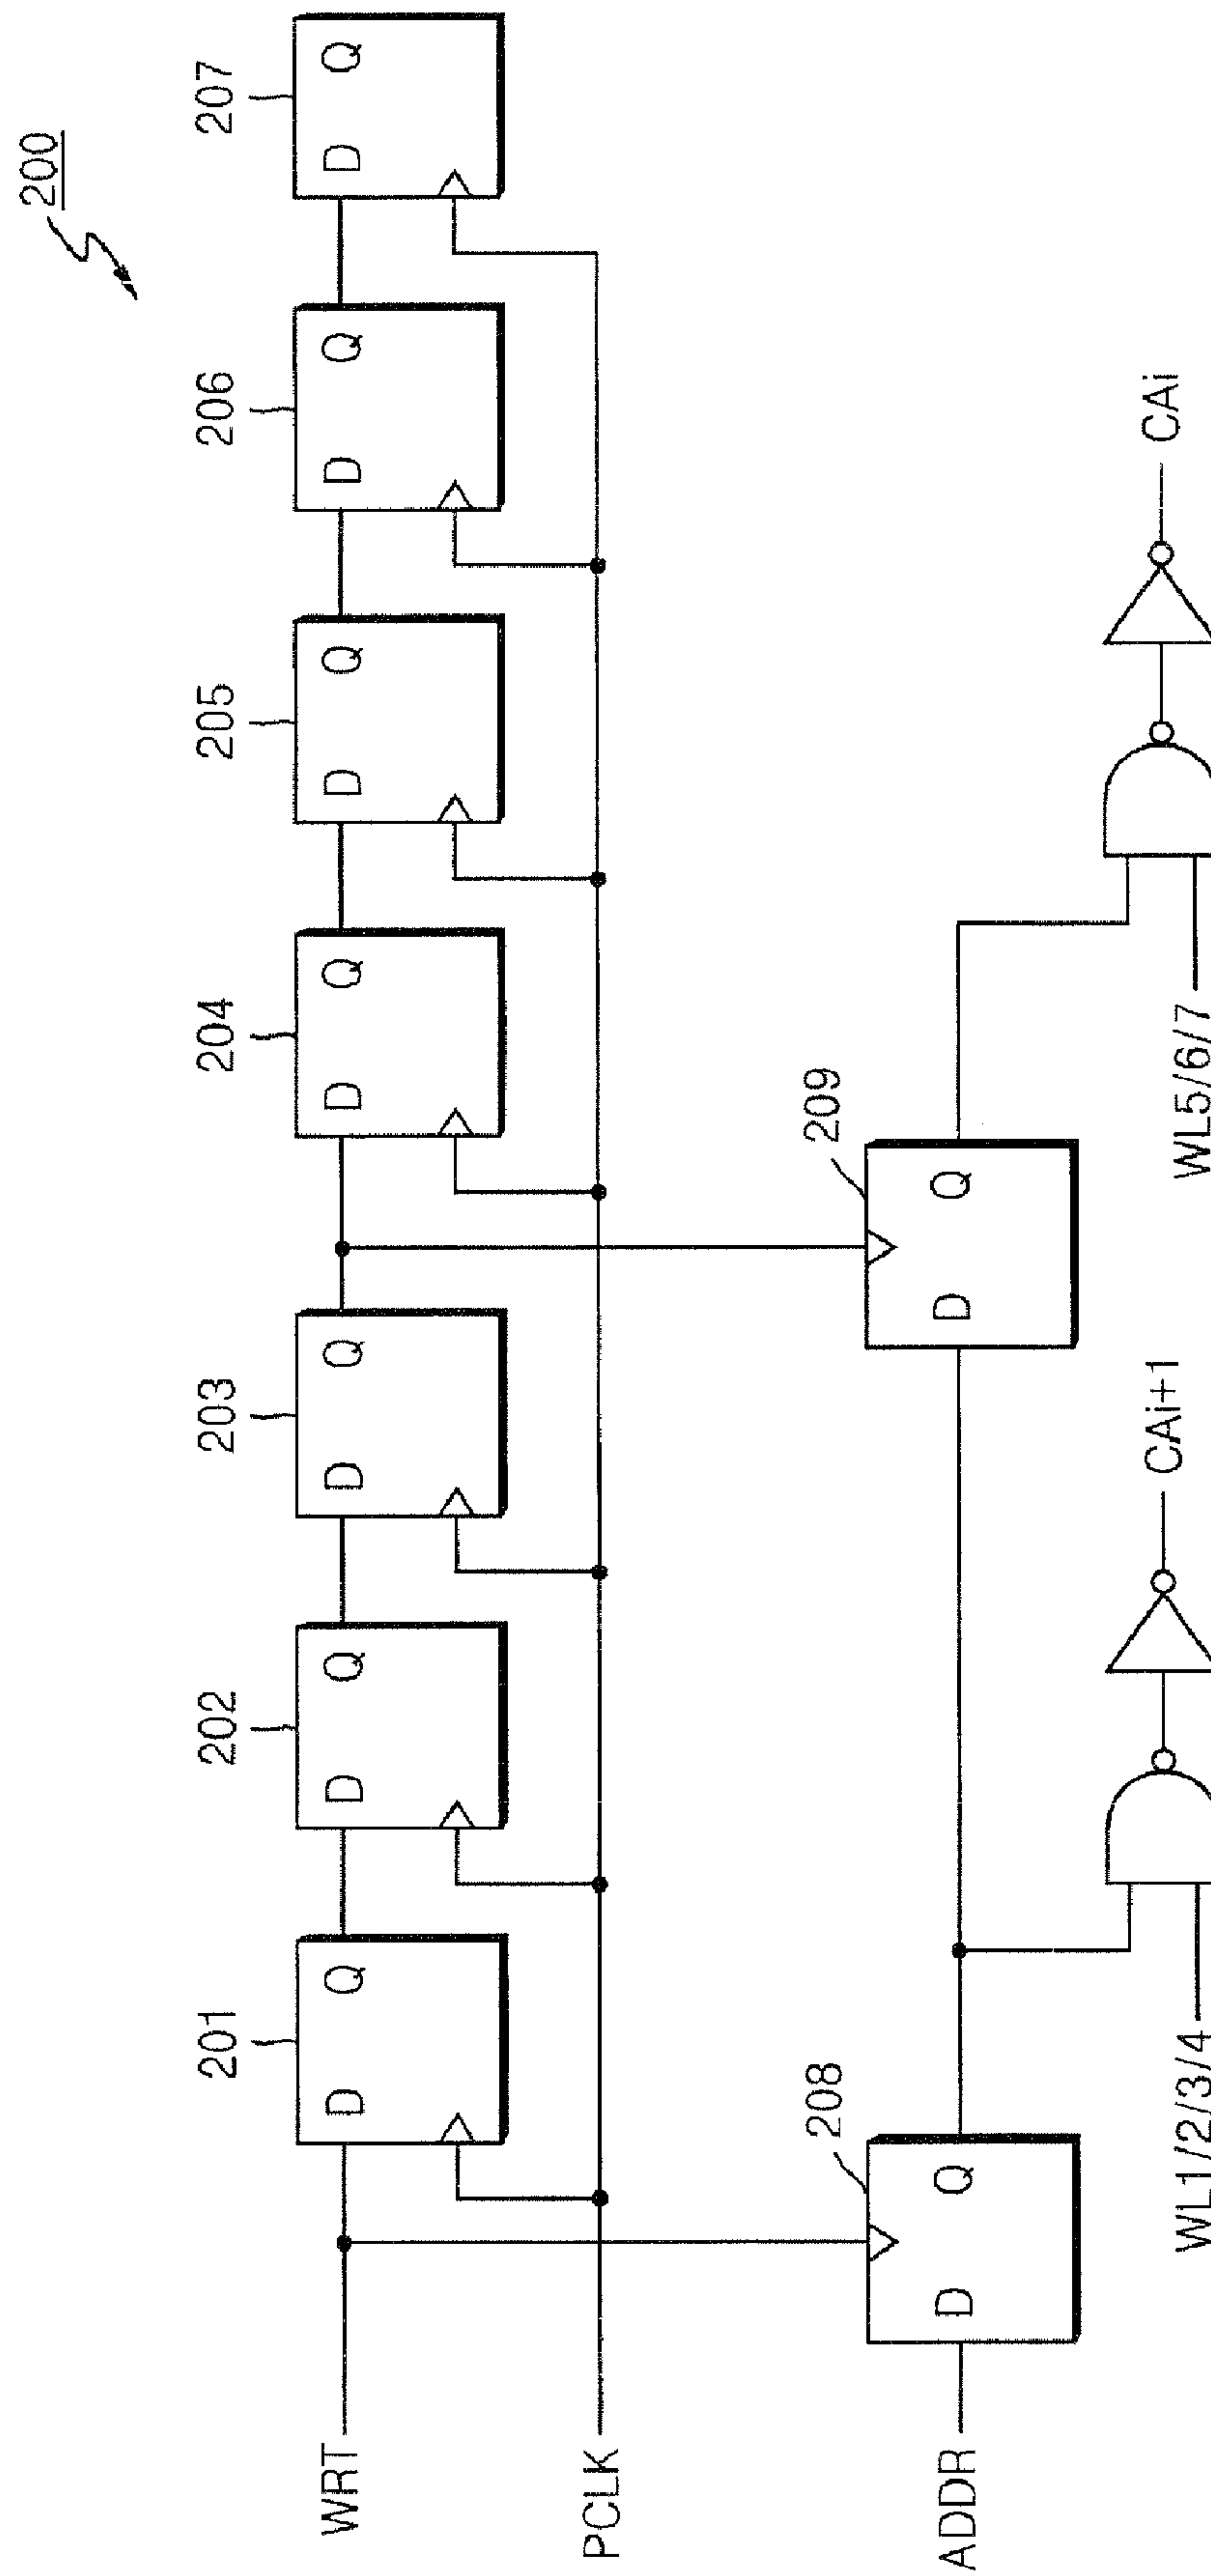 200
201
202
203
204
205
206
207
D Q
D Q
D Q
D Q
D Q
D Q
D Q
WRT
PCLK
208
209
ADDR
D Q
D Q
WL1/2/3/4
CAi+1
WL5/6/7
CAi